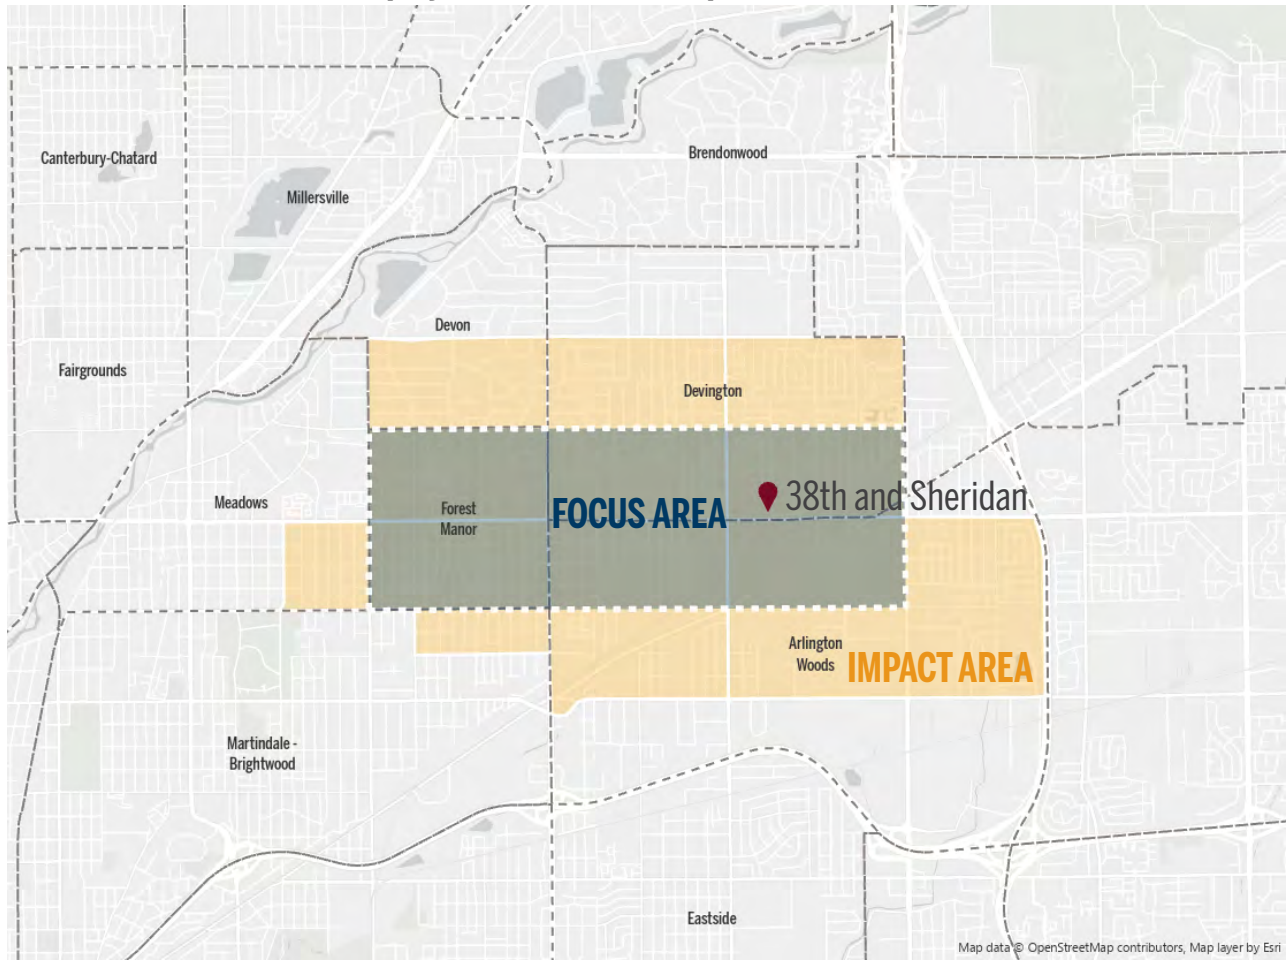 Canterbury-Chatard
Brendonwood
Millersville
Devon
Fairgrounds
Devington
Meadows
Forest
Manor
FOCUS AREA
38th and Sheridan
Arlington
Woods
IMPACT AREA
Martindale -
Brightwood
Eastside
Map data © OpenStreetMap contributors, Map layer by Esri